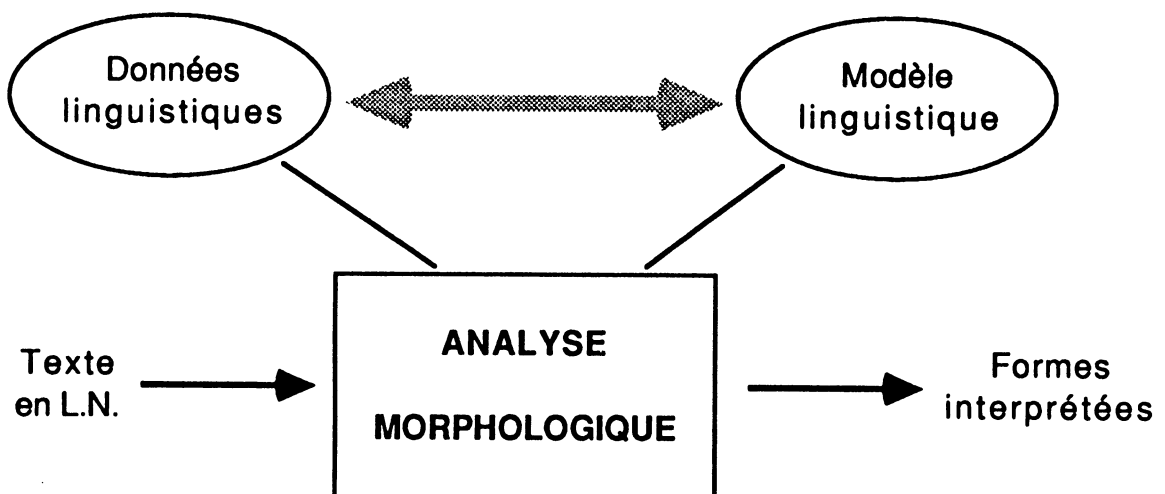 Données
linguistiques
Modèle
linguistique
ANALYSE
MORPHOLOGIQUE
Texte
en L.N.
Formes
interprétées